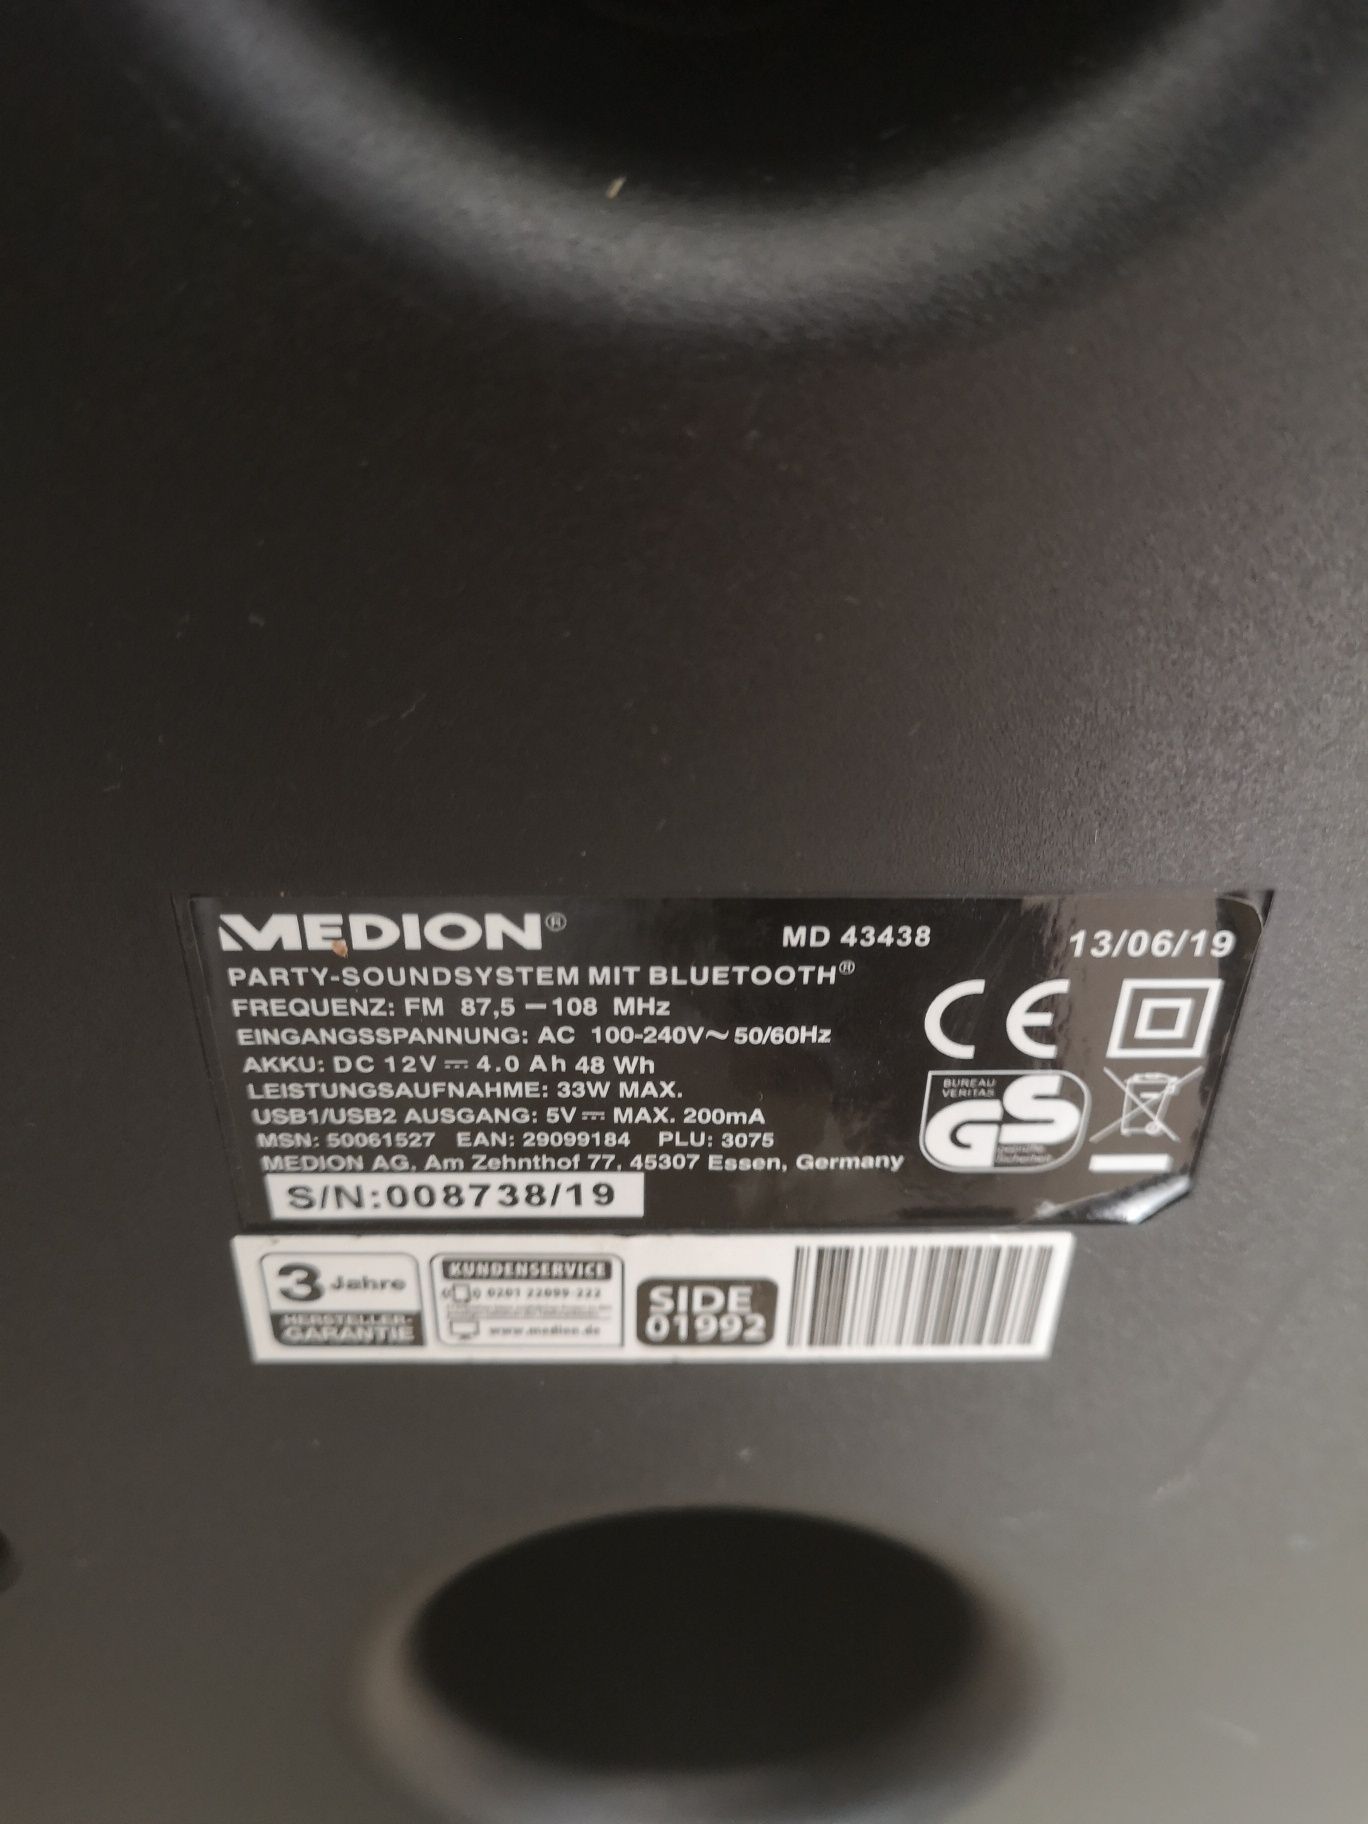 MEDION® MD 43438 13/06/19
PARTY-SOUNDSYSTEM MIT BLUETOOTH®
FREQUENZ: FM 87,5 – 108 MHz
EINGANGSSPANNUNG: AC 100-240V~50/60Hz
AKKU: DC 12V ⎓ 4.0 Ah 48 Wh
LEISTUNGSAUFNAHME: 33W MAX.
USB1/USB2 AUSGANG: 5V ⎓ MAX. 200mA
MSN: 50061527 EAN: 29099184 PLU: 3075
MEDION AG, Am Zehnthof 77, 45307 Essen, Germany
S/N:008738/19
CE
BUREAU
VERITAS
GS
geprüfte
Sicherheit
3 Jahre
HERSTELLER-
GARANTIE
KUNDENSERVICE
0201 22099-222
www.medion.de
SIDE
01992